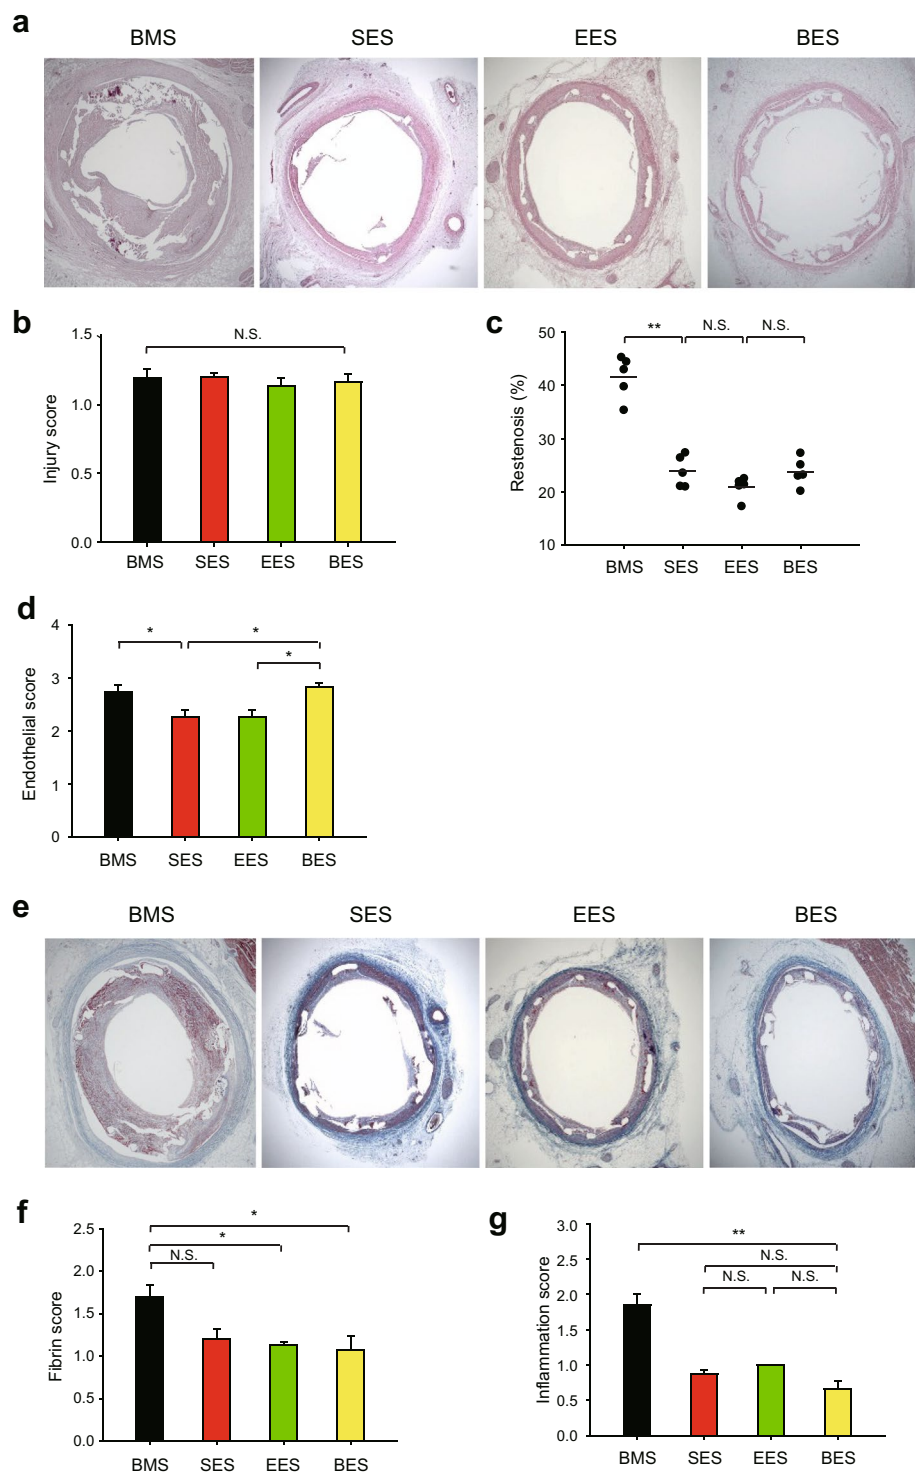 a
BMS SES EES BES
b
Injury score
1.5
1.0
0.5
0.0
N.S.
BMS SES EES BES
c
Restenosis (%)
50
40
30
20
10
** N.S. N.S.
BMS SES EES BES
d
Endothelial score
4
3
2
1
0
* *
*
BMS SES EES BES
e
BMS SES EES BES
f
Fibrin score
2.5
2.0
1.5
1.0
0.5
0.0
*
*
N.S.
BMS SES EES BES
g
Inflammation score
3.0
2.5
2.0
1.5
1.0
0.5
0.0
**
N.S.
N.S. N.S.
BMS SES EES BES